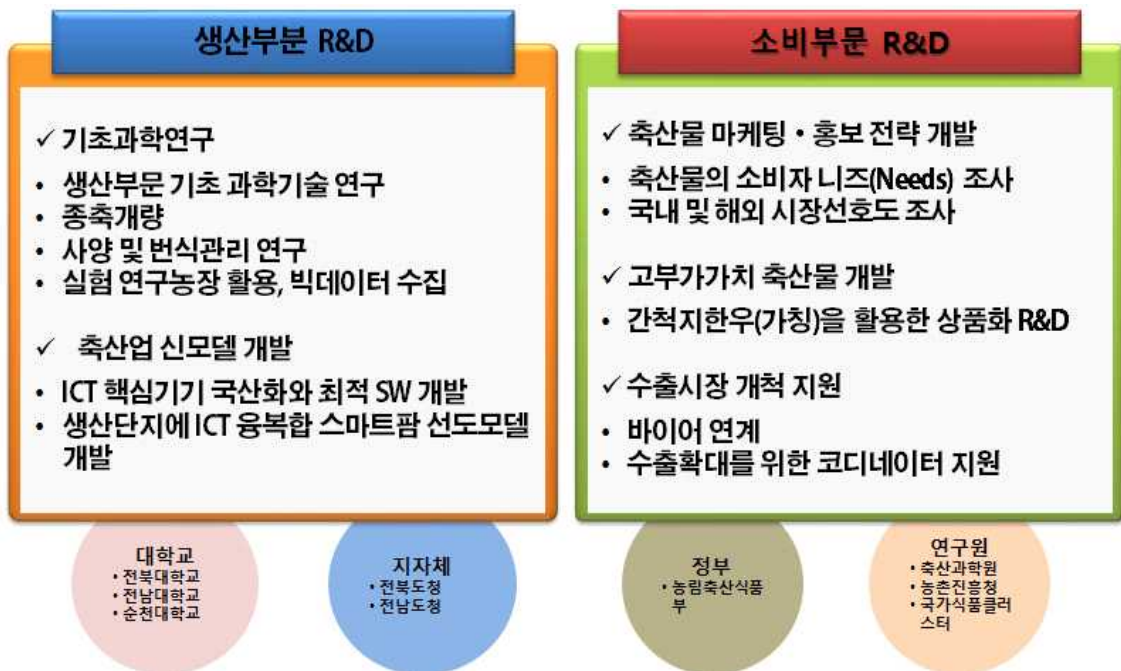 생산부분 R&D
✓ 기초과학연구
• 생산부문 기초 과학기술 연구
• 종축개량
• 사양 및 번식관리 연구
• 실험 연구농장 활용, 빅데이터 수집
✓ 축산업 신모델 개발
• ICT 핵심기기 국산화와 최적 SW 개발
• 생산단지에 ICT 융복합 스마트팜 선도모델
개발
소비부문 R&D
✓ 축산물 마케팅・홍보 전략 개발
• 축산물의 소비자 니즈(Needs) 조사
• 국내 및 해외 시장선호도 조사
✓ 고부가가치 축산물 개발
• 간척지한우(가칭)을 활용한 상품화 R&D
✓ 수출시장 개척 지원
• 바이어 연계
• 수출확대를 위한 코디네이터 지원
대학교
• 전북대학교
• 전남대학교
• 순천대학교
지자체
• 전북도청
• 전남도청
정부
• 농림축산식품
부
연구원
• 축산과학원
• 농촌진흥청
• 국가식품클러
스터